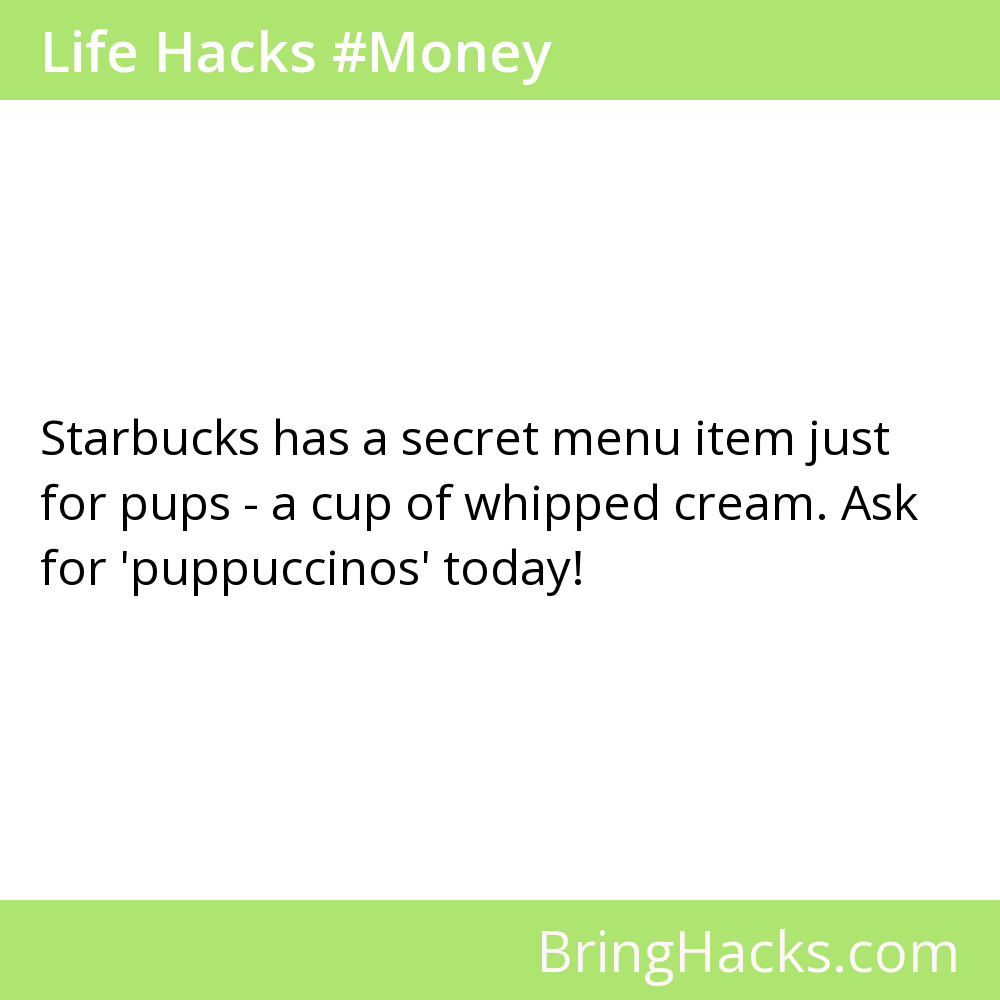 Life Hacks #Money
Starbucks has a secret menu item just
for pups - a cup of whipped cream. Ask
for 'puppuccinos' today!
BringHacks.com